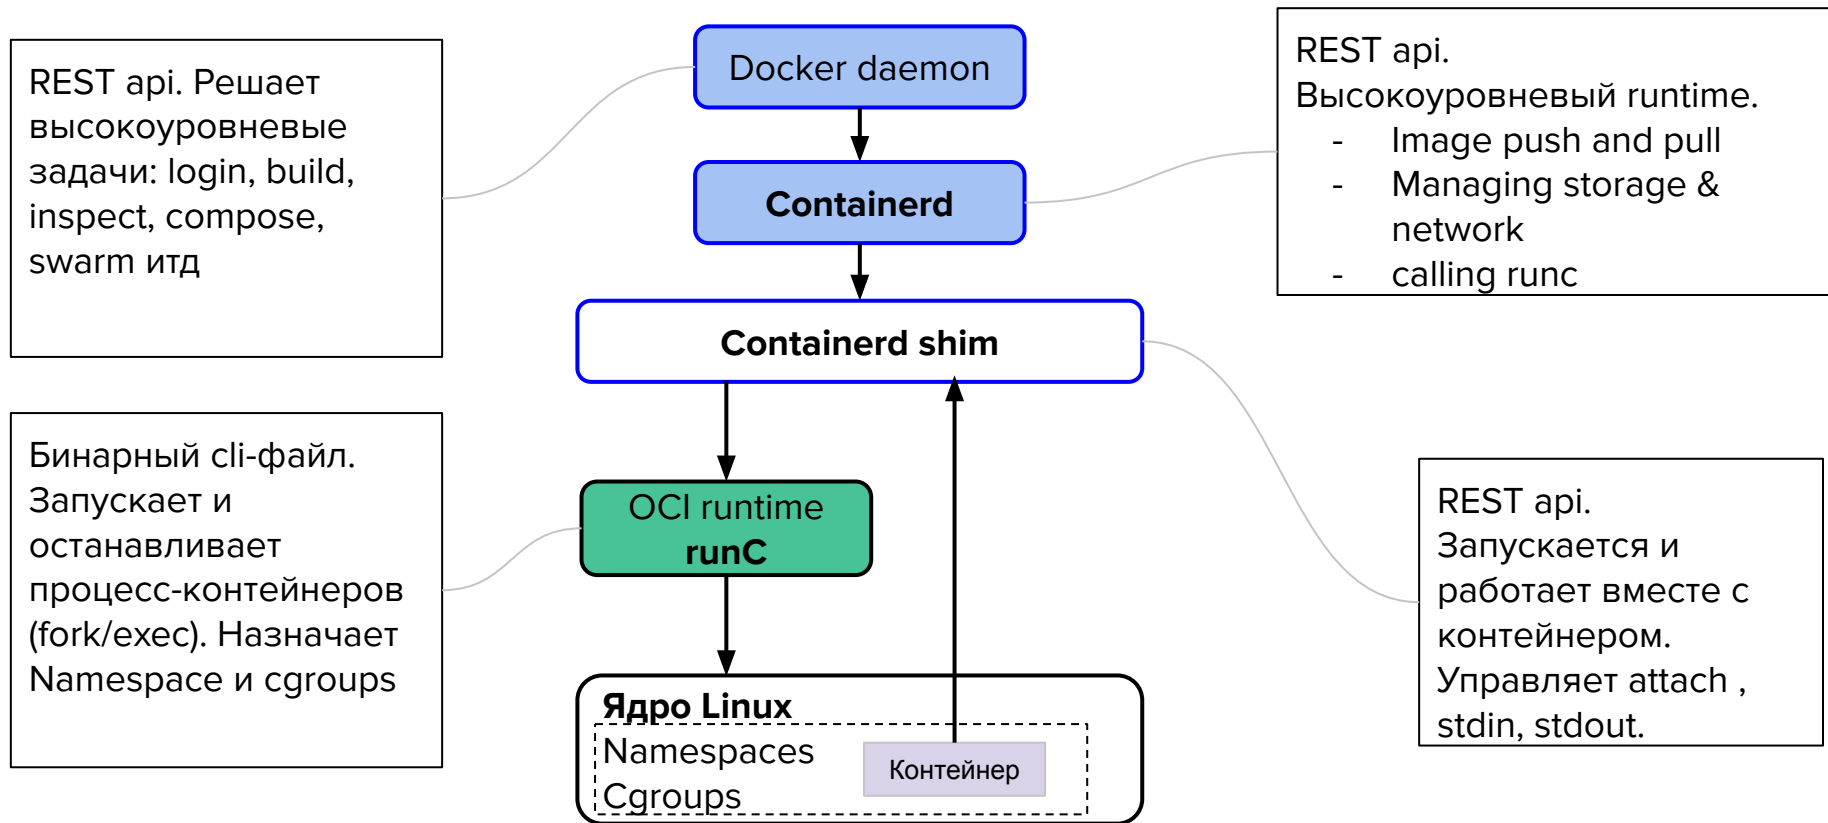 REST api. Решает
высокоуровневые
задачи: login, build,
inspect, compose,
swarm итд
Docker daemon
REST api.
Высокоуровневый runtime.
- Image push and pull
- Managing storage &
network
- calling runc
Containerd
Containerd shim
Бинарный cli-файл.
Запускает и
останавливает
процесс-контейнеров
(fork/exec). Назначает
Namespace и cgroups
OCI runtime
runC
REST api.
Запускается и
работает вместе с
контейнером.
Управляет attach ,
stdin, stdout.
Ядро Linux
Namespaces
Cgroups
Контейнер